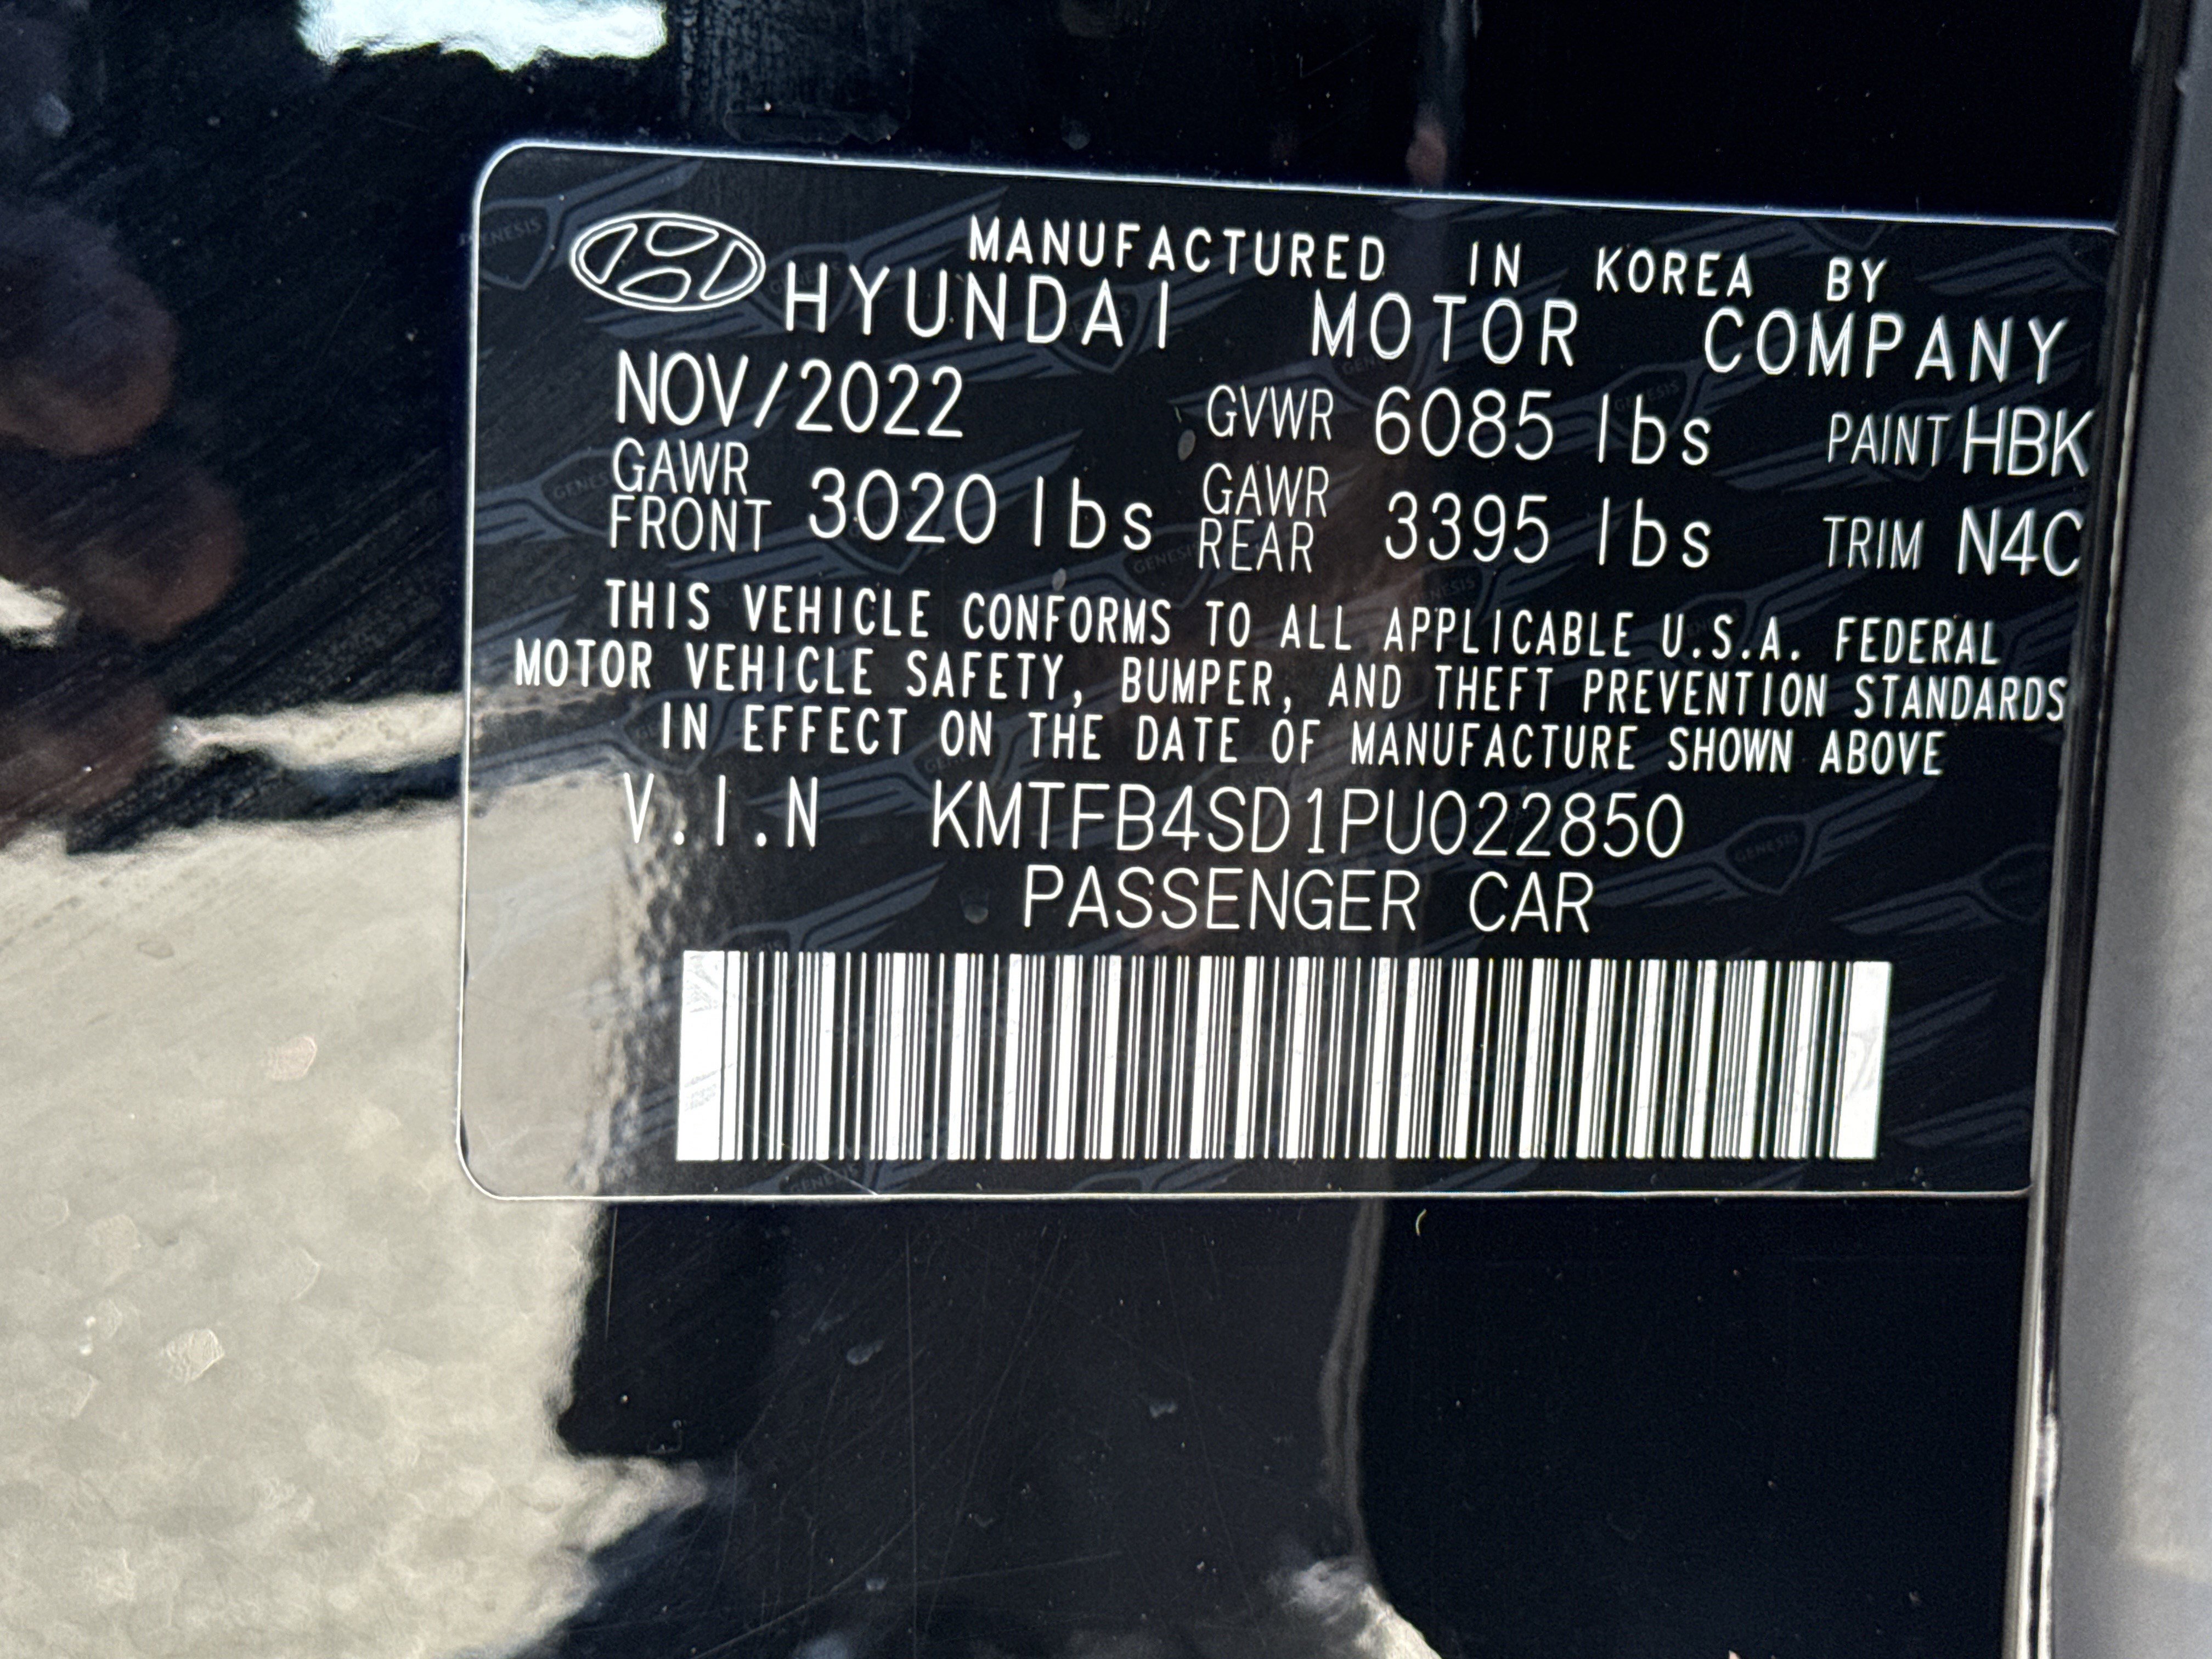 MANUFACTURED IN KOREA BY
HYUNDAI MOTOR COMPANY
NOV/2022 GVWR 6085 lbs PAINT HBK
GAWR FRONT 3020 lbs GAWR REAR 3395 lbs TRIM N4C
THIS VEHICLE CONFORMS TO ALL APPLICABLE U.S.A. FEDERAL
MOTOR VEHICLE SAFETY, BUMPER, AND THEFT PREVENTION STANDARDS
IN EFFECT ON THE DATE OF MANUFACTURE SHOWN ABOVE
V.I.N KMTFB4SD1PU022850
PASSENGER CAR